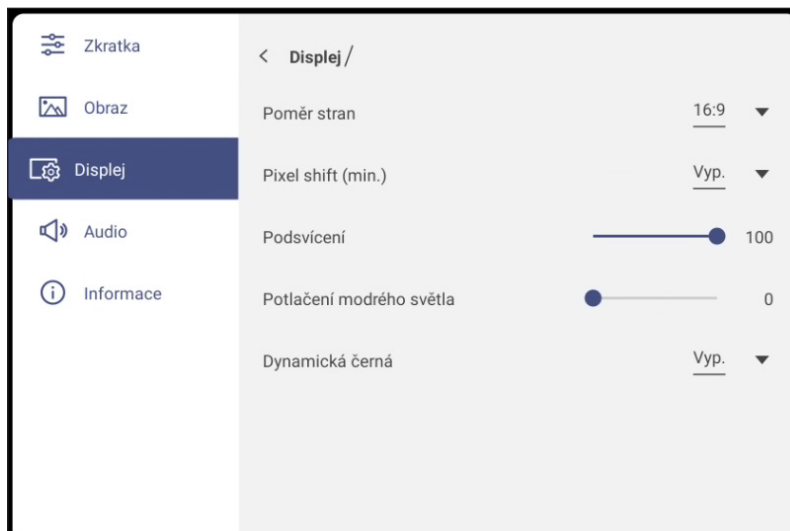 Zkratka
Obraz
Displej
Audio
Informace
< Displej/
Poměr stran 16:9
Pixel shift (min.) Vyp.
Podsvícení 100
Potlačení modrého světla 0
Dynamická černá Vyp.